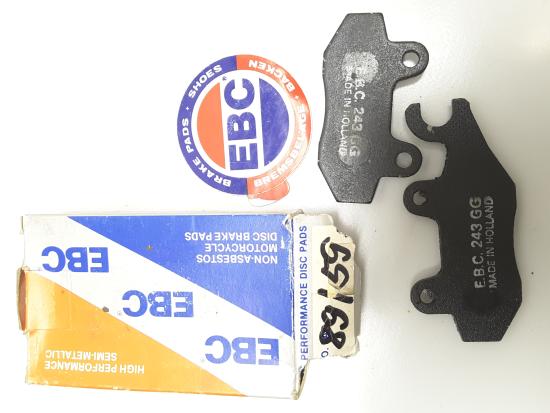 EBC
BRAKE PADS · SHOES
BREMSBELÄGE · BACKEN
E.B.C. 243 GG
MADE IN HOLLAND
E.B.C. 243 GG
MADE IN HOLLAND
NON-ASBESTOS
MOTORCYCLE
DISC BRAKE PADS
EBC
EBC
EBC
HIGH PERFORMANCE
SEMI-METALLIC
PERFORMANCE DISC PADS
O.